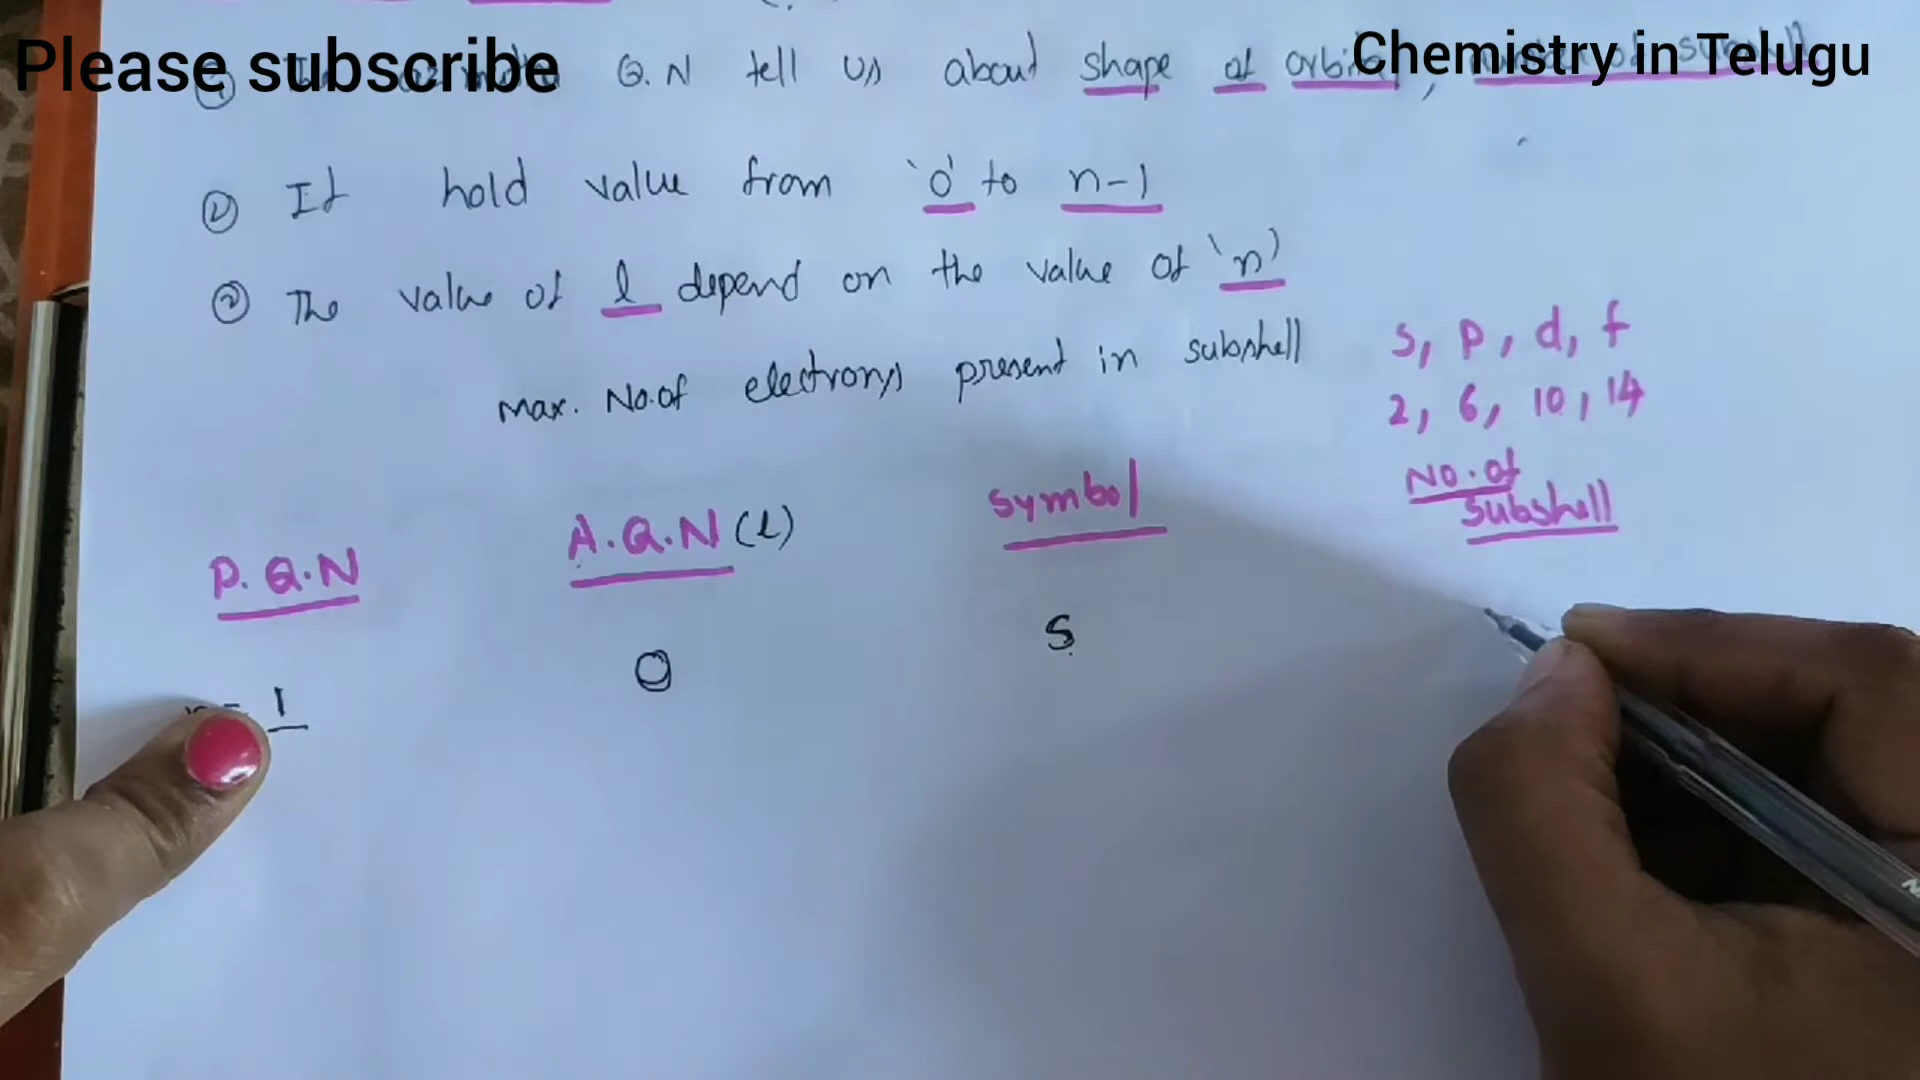 Please subscribe
Chemistry in Telugu
Q.N tell us about shape of orbital,
② It hold value from '0' to n-1
③ The value of l depend on the value of 'n'
Max. No.of electrons present in subshell
s, p, d, f
2, 6, 10, 14
P.Q.N A.Q.N (l) Symbol No.of subshell
1 0 s